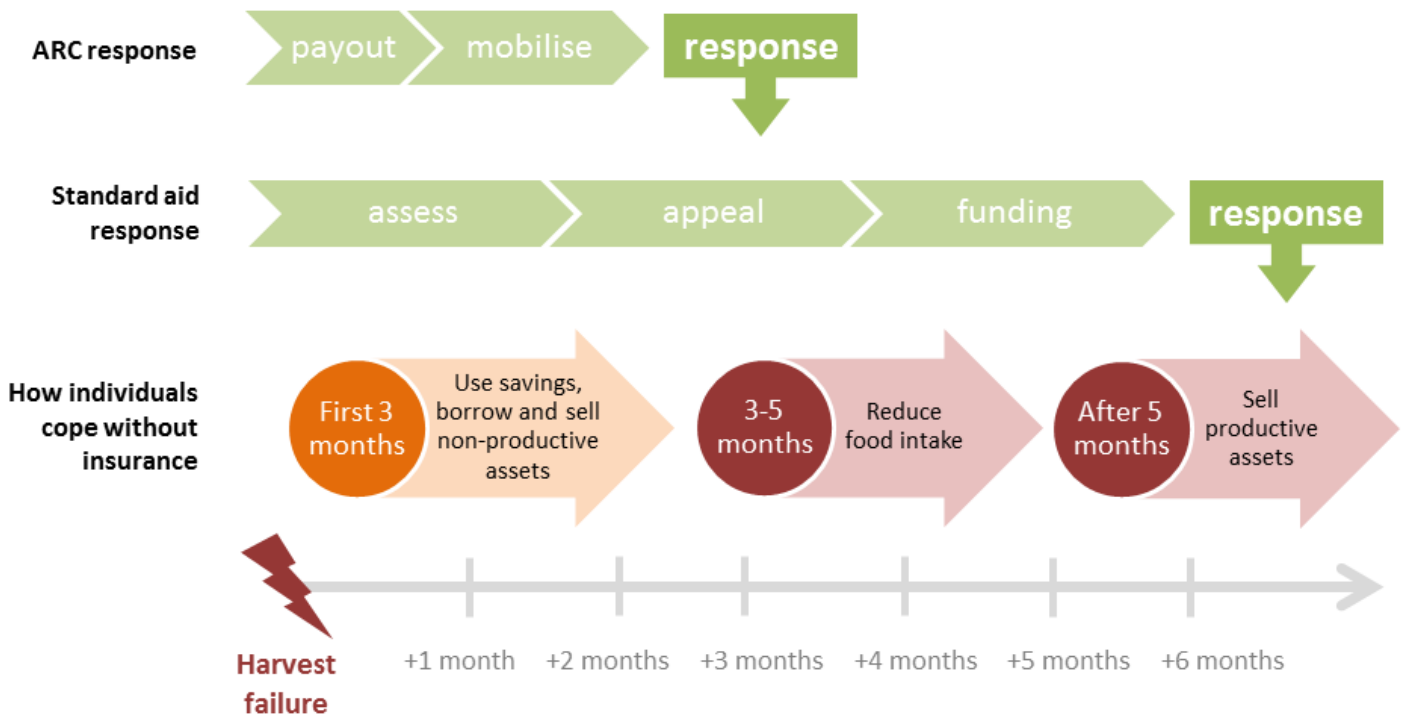 ARC response
payout
mobilise
response
Standard aid
response
assess
appeal
funding
response
How individuals
cope without
insurance
First 3
months
Use savings,
borrow and sell
non-productive
assets
3-5
months
Reduce
food intake
After 5
months
Sell
productive
assets
Harvest
failure
+1 month
+2 months
+3 months
+4 months
+5 months
+6 months